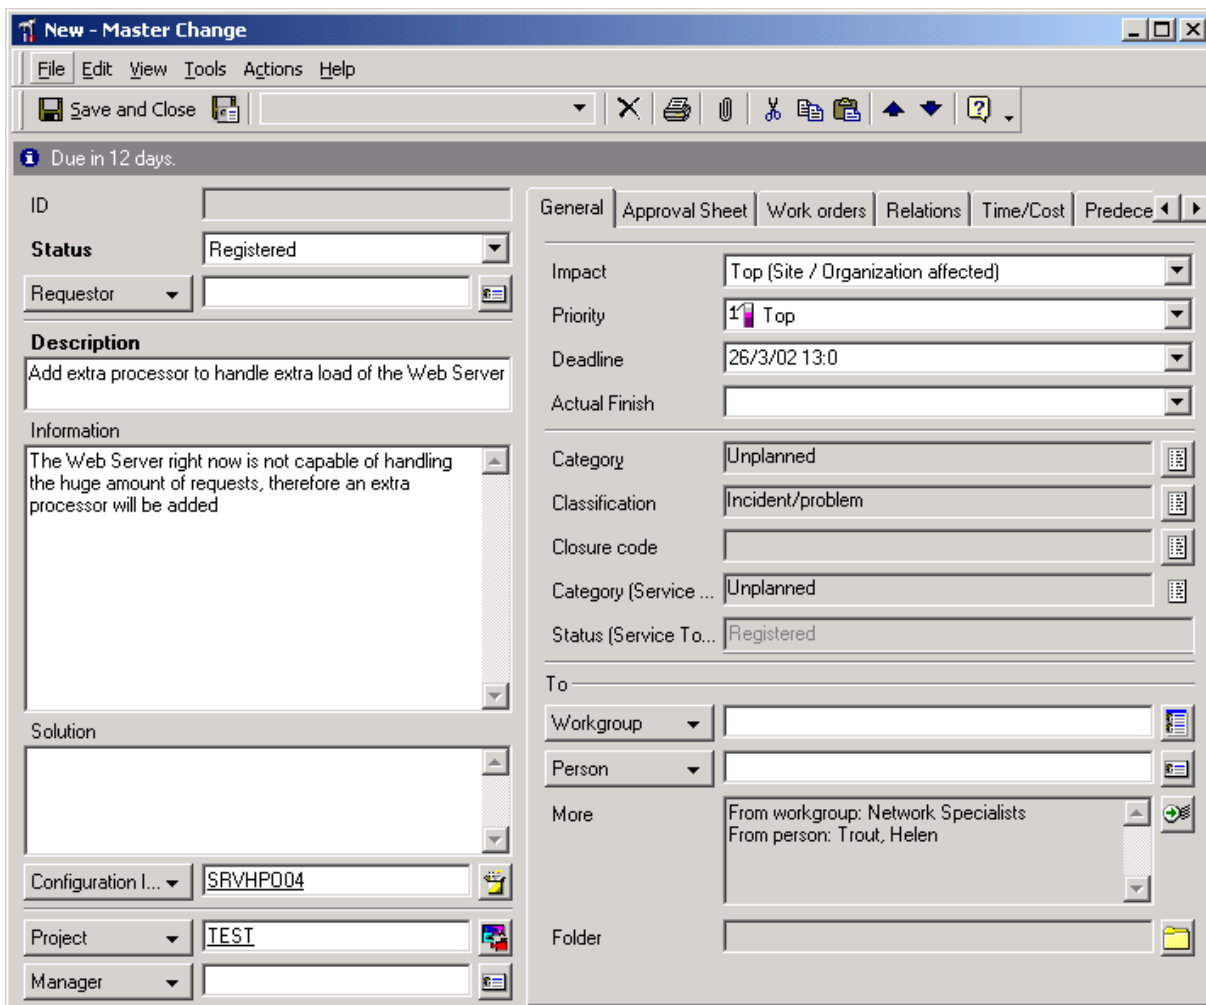 New - Master Change
File Edit View Tools Actions Help
Save and Close
Due in 12 days.
ID
Status Registered
Requestor
Description
Add extra processor to handle extra load of the Web Server
Information
The Web Server right now is not capable of handling
the huge amount of requests, therefore an extra
processor will be added
Solution
Configuration I... SRVHPO04
Project TEST
Manager
General Approval Sheet Work orders Relations Time/Cost Predece
Impact Top (Site / Organization affected)
Priority 1 Top
Deadline 26/3/02 13:0
Actual Finish
Category Unplanned
Classification Incident/problem
Closure code
Category (Service ... Unplanned
Status (Service To... Registered
To
Workgroup
Person
More From workgroup: Network Specialists
From person: Trout, Helen
Folder